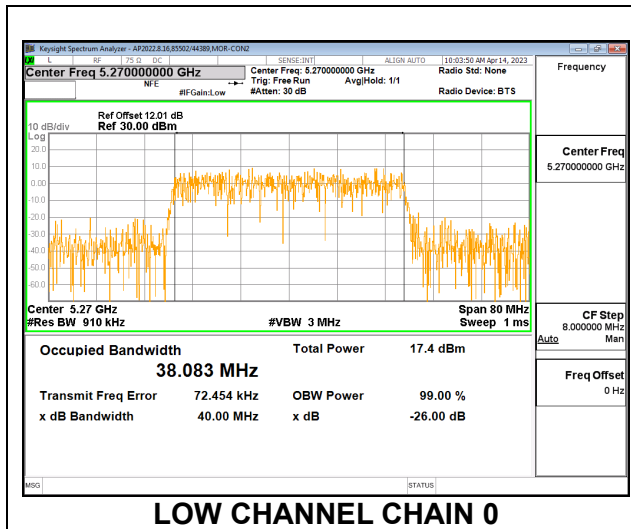 Keysight Spectrum Analyzer - AP2022.8.16,85502/44389,MOR-CON2
L RF 75 Ω DC SENSE:INT ALIGN AUTO 10:03:50 AM Apr 14, 2023
Center Freq 5.270000000 GHz
NFE
#IFGain:Low
Center Freq: 5.270000000 GHz
Trig: Free Run Avg|Hold: 1/1
#Atten: 30 dB
Radio Std: None
Radio Device: BTS
Frequency
Ref Offset 12.01 dB
10 dB/div Ref 30.00 dBm
Log
20.0
10.0
0.00
-10.0
-20.0
-30.0
-40.0
-50.0
-60.0
Center Freq
5.270000000 GHz
Center 5.27 GHz Span 80 MHz
#Res BW 910 kHz #VBW 3 MHz Sweep 1 ms
CF Step
8.000000 MHz
Auto Man
Occupied Bandwidth Total Power 17.4 dBm
38.083 MHz
Transmit Freq Error 72.454 kHz OBW Power 99.00 %
x dB Bandwidth 40.00 MHz x dB -26.00 dB
Freq Offset
0 Hz
MSG STATUS
LOW CHANNEL CHAIN 0